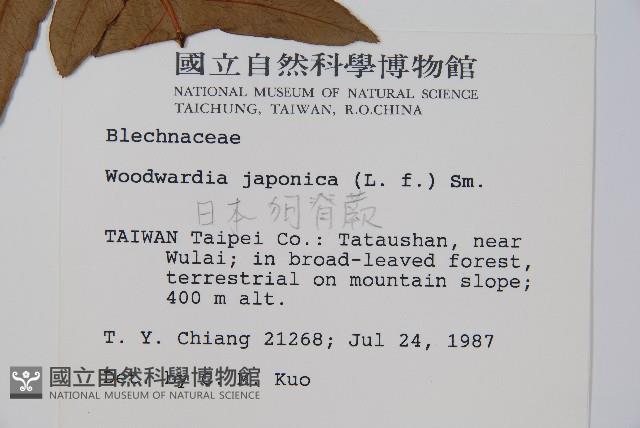 國立自然科學博物館
NATIONAL MUSEUM OF NATURAL SCIENCE
TAICHUNG, TAIWAN, R.O.CHINA
Blechnaceae
Woodwardia japonica (L. f.) Sm.
日本狗脊蕨
TAIWAN Taipei Co.: Tataushan, near
Wulai; in broad-leaved forest,
terrestrial on mountain slope;
400 m alt.
T. Y. Chiang 21268; Jul 24, 1987
Det. by C. M. Kuo
國立自然科學博物館
NATIONAL MUSEUM OF NATURAL SCIENCE